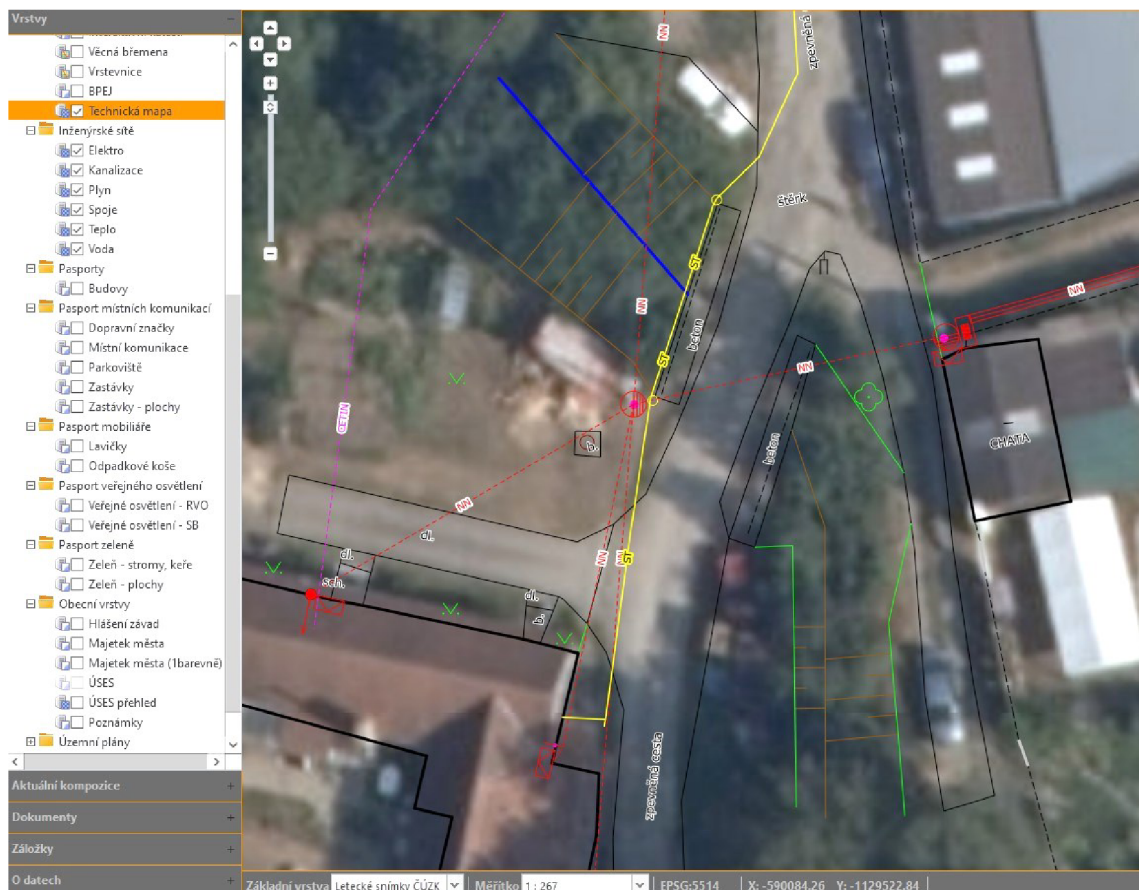 Vrstvy
Věcná břemena
Vrstevnice
BPEJ
Technická mapa
Inženýrské sítě
Elektro
Kanalizace
Plyn
Spoje
Teplo
Voda
Pasporty
Budovy
Pasport místních komunikací
Dopravní značky
Místní komunikace
Parkoviště
Zastávky
Zastávky - plochy
Pasport mobiliáře
Lavičky
Odpadkové koše
Pasport veřejného osvětlení
Veřejné osvětlení - RVO
Veřejné osvětlení - SB
Pasport zeleně
Zeleň - stromy, keře
Zeleň - plochy
Obecní vrstvy
Hlášení závad
Majetek města
Majetek města (1barevně)
ÚSES
ÚSES přehled
Poznámky
Územní plány
Aktuální kompozice
Dokumenty
Záložky
O datech
NN
zpevněná
štěrk
ST
NN
beton
ST
NN
NN
CETIN
b.
beton
CHATA
NN
dl.
dl.
sch.
dl.
b.
NN
NN
ST
zpevněná cesta
Základní vrstva Letecké snímky ČÚZK Měřítko 1 : 267 EPSG:5514 X: -590084.26 Y: -1129522.84